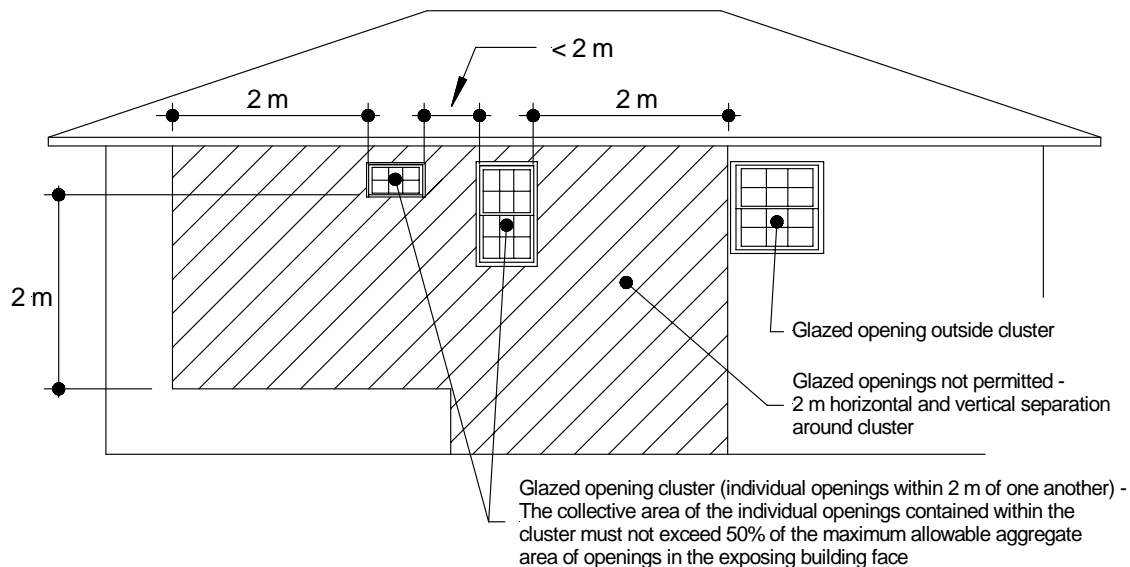 < 2 m
2 m
2 m
2 m
Glazed opening outside cluster
Glazed openings not permitted -
2 m horizontal and vertical separation
around cluster
Glazed opening cluster (individual openings within 2 m of one another) -
The collective area of the individual openings contained within the
cluster must not exceed 50% of the maximum allowable aggregate
area of openings in the exposing building face